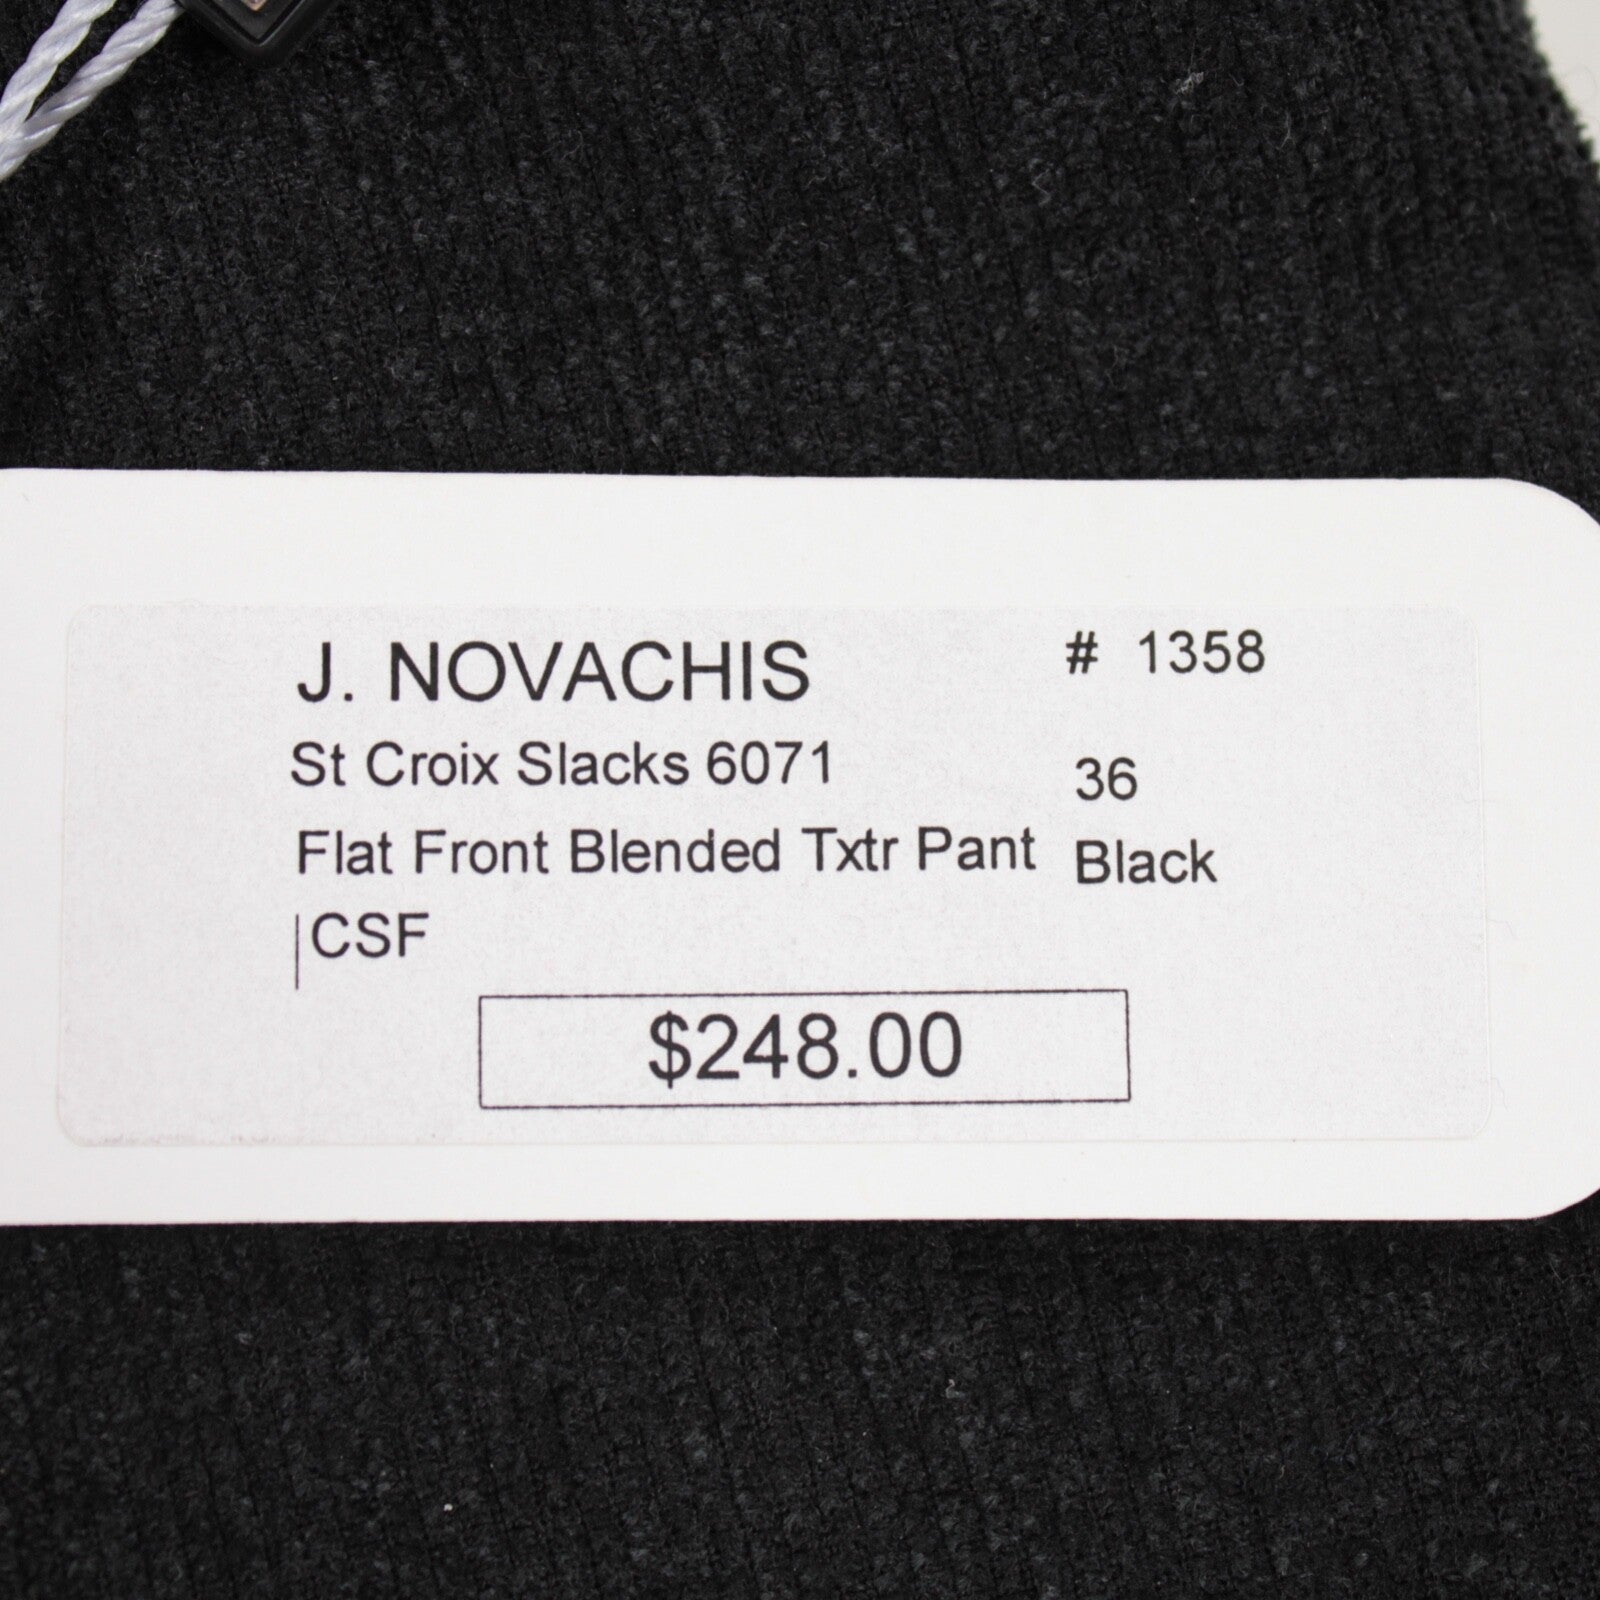 J. NOVACHIS # 1358
St Croix Slacks 6071 36
Flat Front Blended Txtr Pant Black
|CSF
$248.00